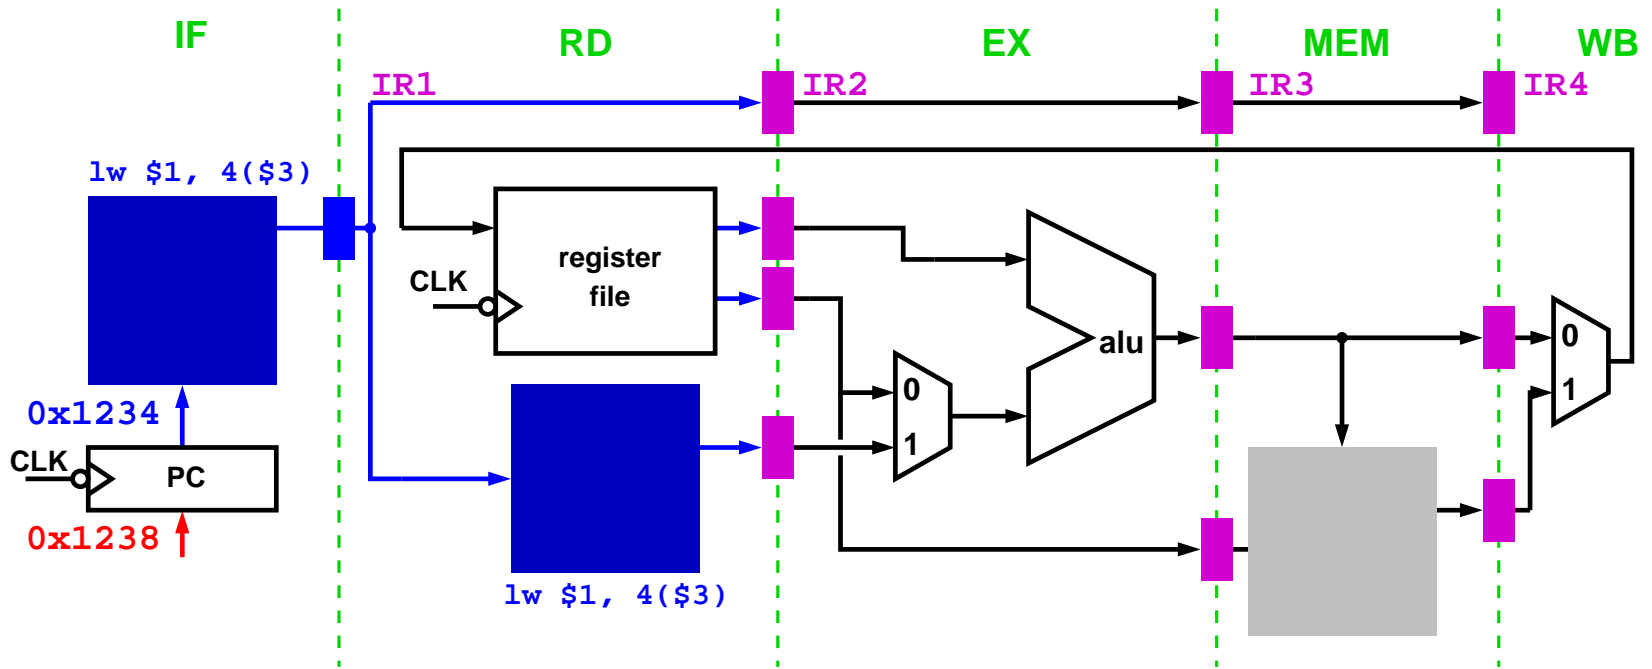 IF
RD
EX
MEM
WB
IR1
IR2
IR3
IR4
lw $1, 4($3)
register
file
CLK
alu
0
1
0
1
0x1234
CLK
PC
0x1238
lw $1, 4($3)